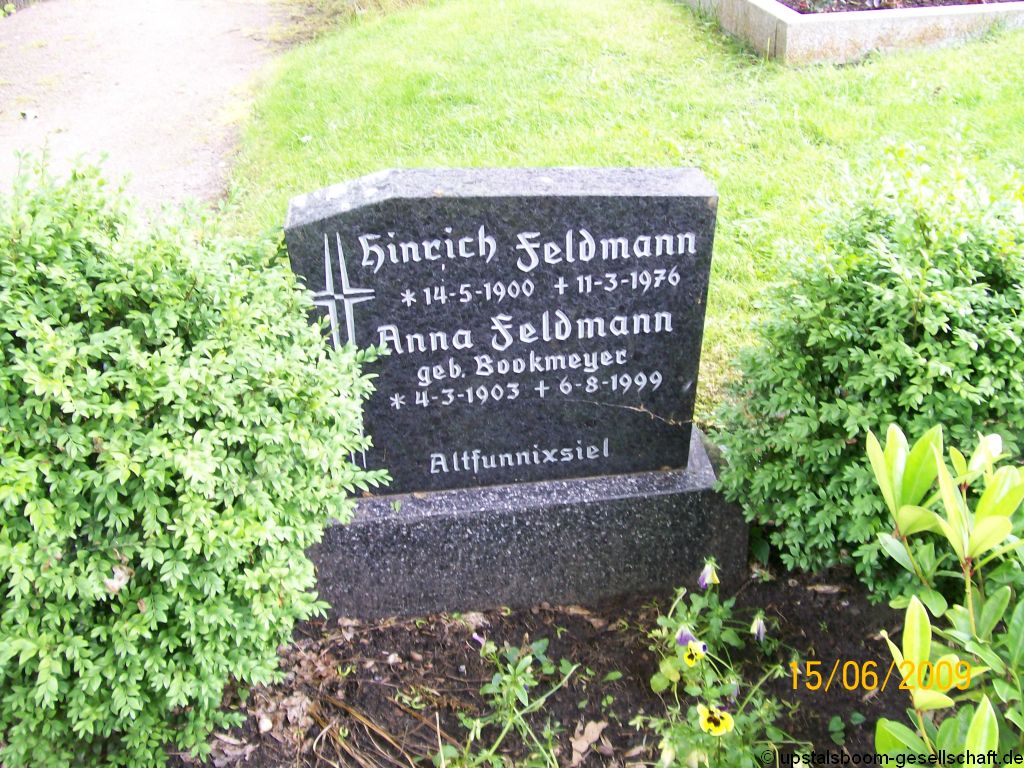 Hinrich Feldmann
* 14-5-1900 + 11-3-1976
Anna Feldmann
geb. Bookmeyer
* 4-3-1903 + 6-8-1999
Altfunnixsiel
15/06/2009
© upstalsboom-gesellschaft.de